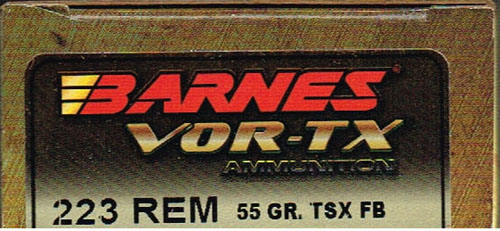 BARNES®
VOR-TX
AMMUNITION
223 REM 55 GR. TSX FB